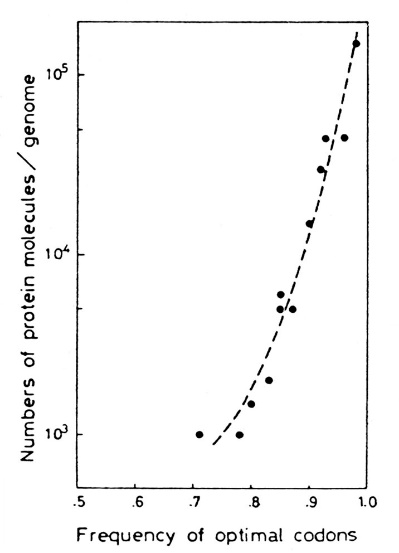 Numbers of protein molecules/genome
10⁵
10⁴
10³
.5 .6 .7 .8 .9 1.0
Frequency of optimal codons